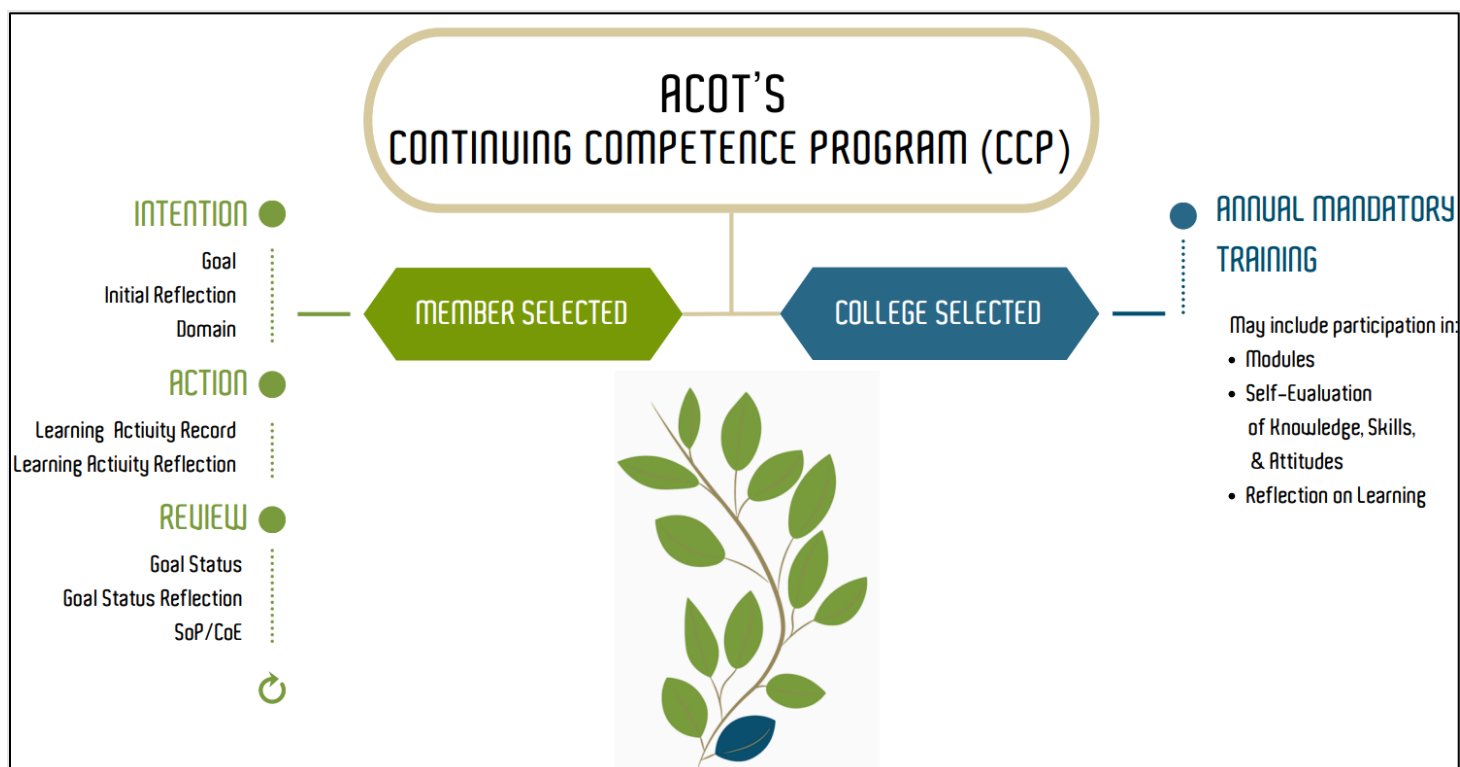 ACOT'S
CONTINUING COMPETENCE PROGRAM (CCP)
MEMBER SELECTED
INTENTION
Goal
Initial Reflection
Domain
ACTION
Learning Activity Record
Learning Activity Reflection
REVIEW
Goal Status
Goal Status Reflection
SoP/CoE
COLLEGE SELECTED
ANNUAL MANDATORY
TRAINING
May include participation in:
• Modules
• Self-Evaluation
of Knowledge, Skills,
& Attitudes
• Reflection on Learning